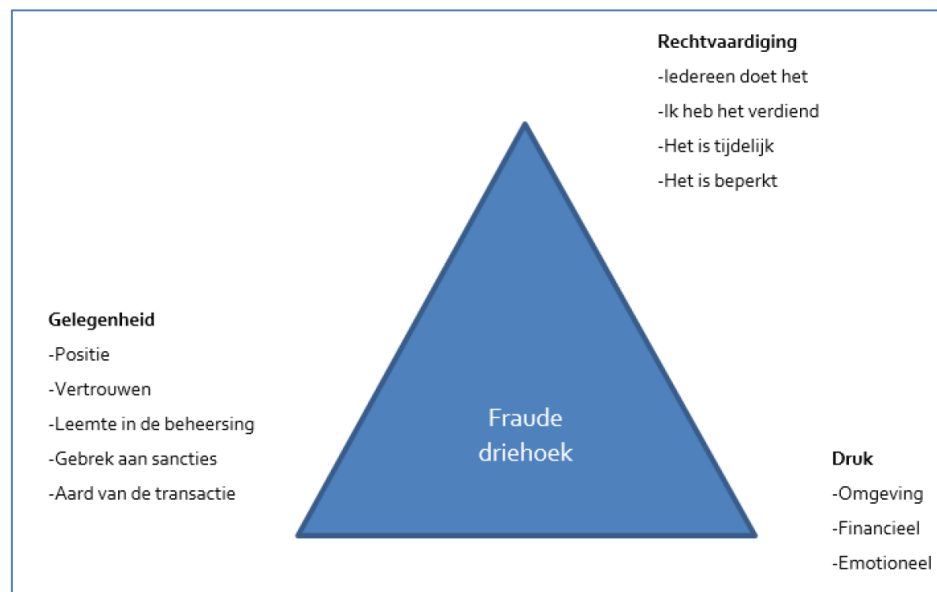 Rechtvaardiging
-Iedereen doet het
-Ik heb het verdiend
-Het is tijdelijk
-Het is beperkt
Gelegenheid
-Positie
-Vertrouwen
-Leemte in de beheersing
-Gebrek aan sancties
-Aard van de transactie
Fraude
driehoek
Druk
-Omgeving
-Financieel
-Emotioneel